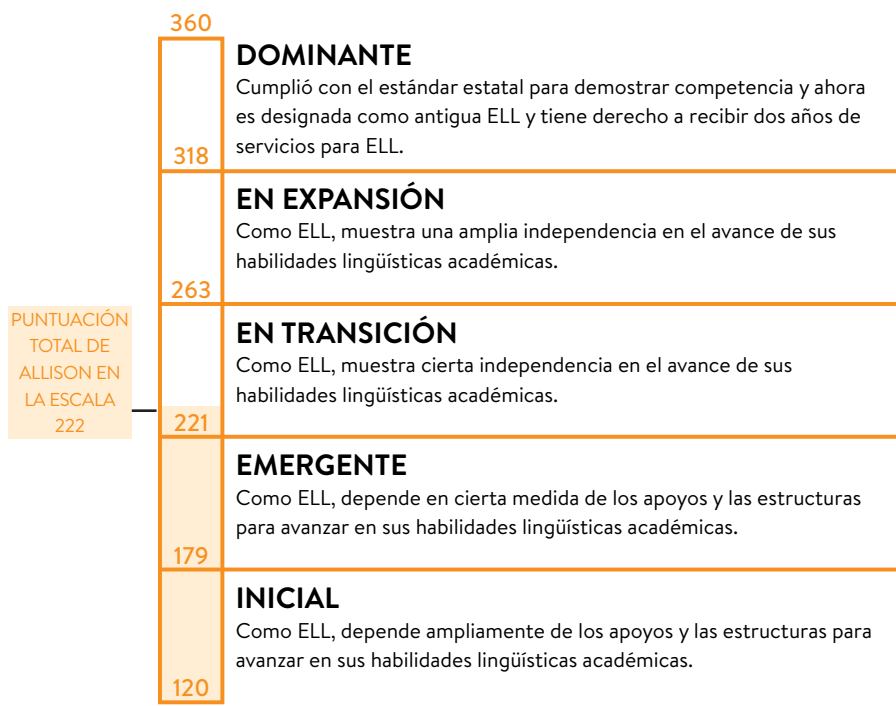 360
DOMINANTE
Cumplió con el estándar estatal para demostrar competencia y ahora
es designada como antigua ELL y tiene derecho a recibir dos años de
servicios para ELL.
318
EN EXPANSIÓN
Como ELL, muestra una amplia independencia en el avance de sus
habilidades lingüísticas académicas.
263
PUNTUACIÓN
TOTAL DE
ALLISON EN
LA ESCALA
222
EN TRANSICIÓN
Como ELL, muestra cierta independencia en el avance de sus
habilidades lingüísticas académicas.
221
EMERGENTE
Como ELL, depende en cierta medida de los apoyos y las estructuras
para avanzar en sus habilidades lingüísticas académicas.
179
INICIAL
Como ELL, depende ampliamente de los apoyos y las estructuras para
avanzar en sus habilidades lingüísticas académicas.
120